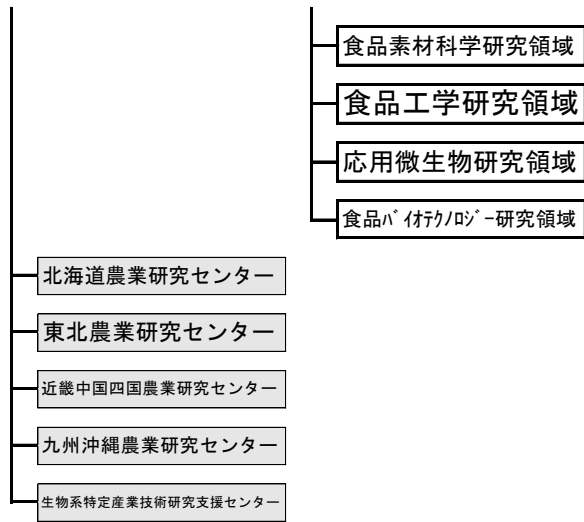 食品素材科学研究領域
食品工学研究領域
応用微生物研究領域
食品ﾊﾞｲｵﾃｸﾉﾛｼﾞｰ研究領域
北海道農業研究センター
東北農業研究センター
近畿中国四国農業研究センター
九州沖縄農業研究センター
生物系特定産業技術研究支援センター